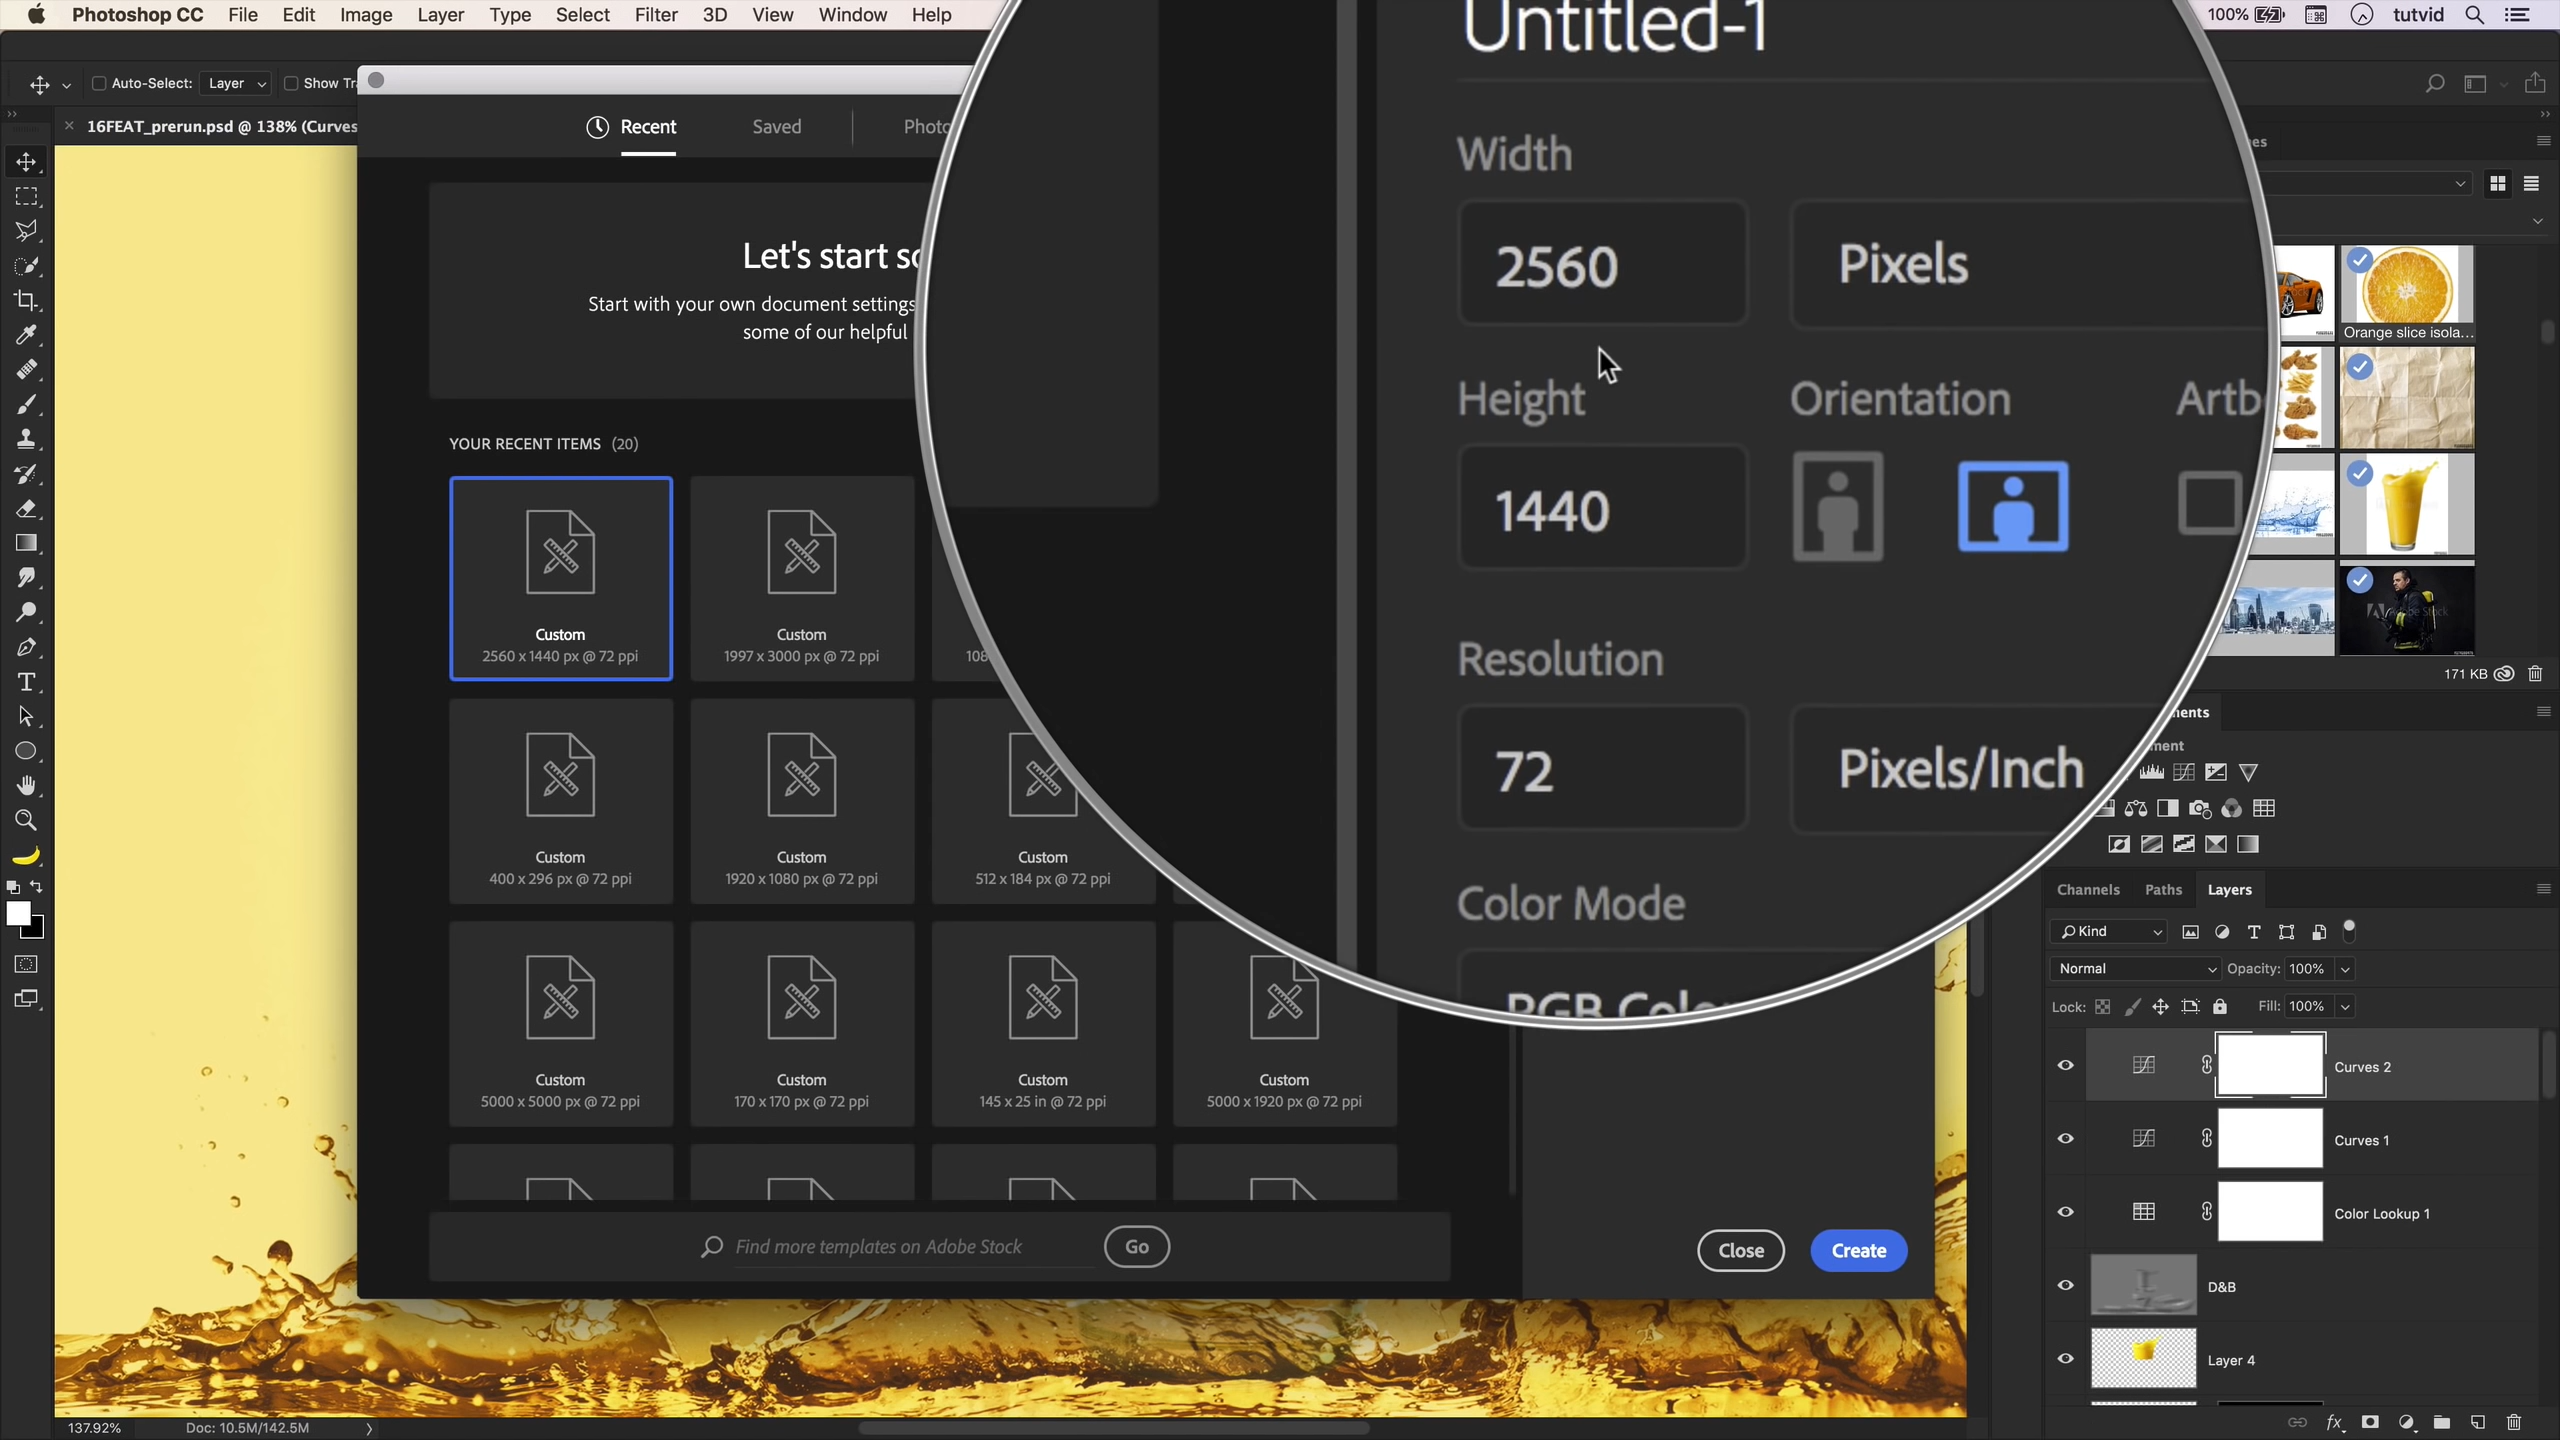 Photoshop CC File Edit Image Layer Type Select Filter 3D View Window Help
100% tutvid
Auto-Select: Layer Show Tr
16FEAT_prerun.psd @ 138% (Curves
Recent Saved Photo
Let's start so
Start with your own document settings
some of our helpful
YOUR RECENT ITEMS (20)
Custom
2560 x 1440 px @ 72 ppi
Custom
1997 x 3000 px @ 72 ppi
108
Custom
400 x 296 px @ 72 ppi
Custom
1920 x 1080 px @ 72 ppi
Custom
512 x 184 px @ 72 ppi
Custom
5000 x 5000 px @ 72 ppi
Custom
170 x 170 px @ 72 ppi
Custom
145 x 25 in @ 72 ppi
Custom
5000 x 1920 px @ 72 ppi
Find more templates on Adobe Stock Go
Untitled-1
Width
2560 Pixels
Height Orientation Artb
1440
Resolution
72 Pixels/Inch
Color Mode
RGB Color
Close Create
es
Orange slice isola...
171 KB
ments
ment
Channels Paths Layers
Kind
Normal Opacity: 100%
Lock: Fill: 100%
Curves 2
Curves 1
Color Lookup 1
D&B
Layer 4
137.92% Doc: 10.5M/142.5M